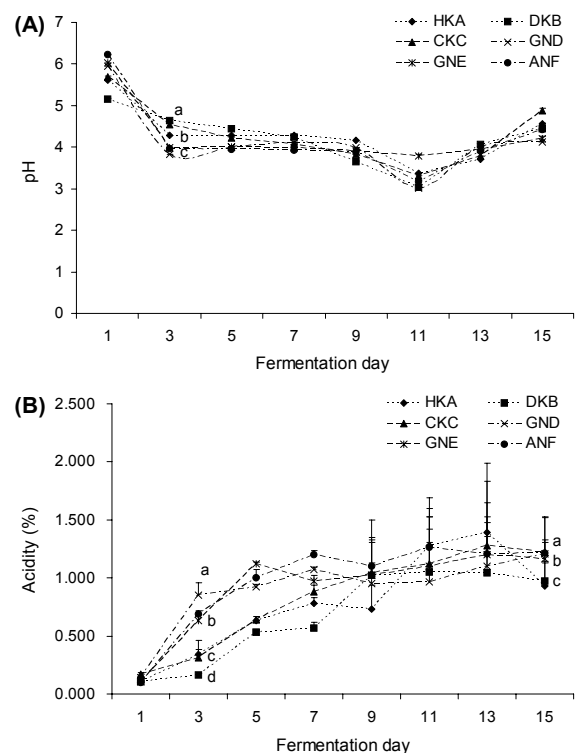 (A)
HKA DKB
CKC GND
GNE ANF
7
6
5
4
3
2
1
0
pH
a
b
c
1 3 5 7 9 11 13 15
Fermentation day
(B)
HKA DKB
CKC GND
GNE ANF
2.500
2.000
1.500
1.000
0.500
0.000
Acidity (%)
a
b
c
d
a
b
c
1 3 5 7 9 11 13 15
Fermentation day